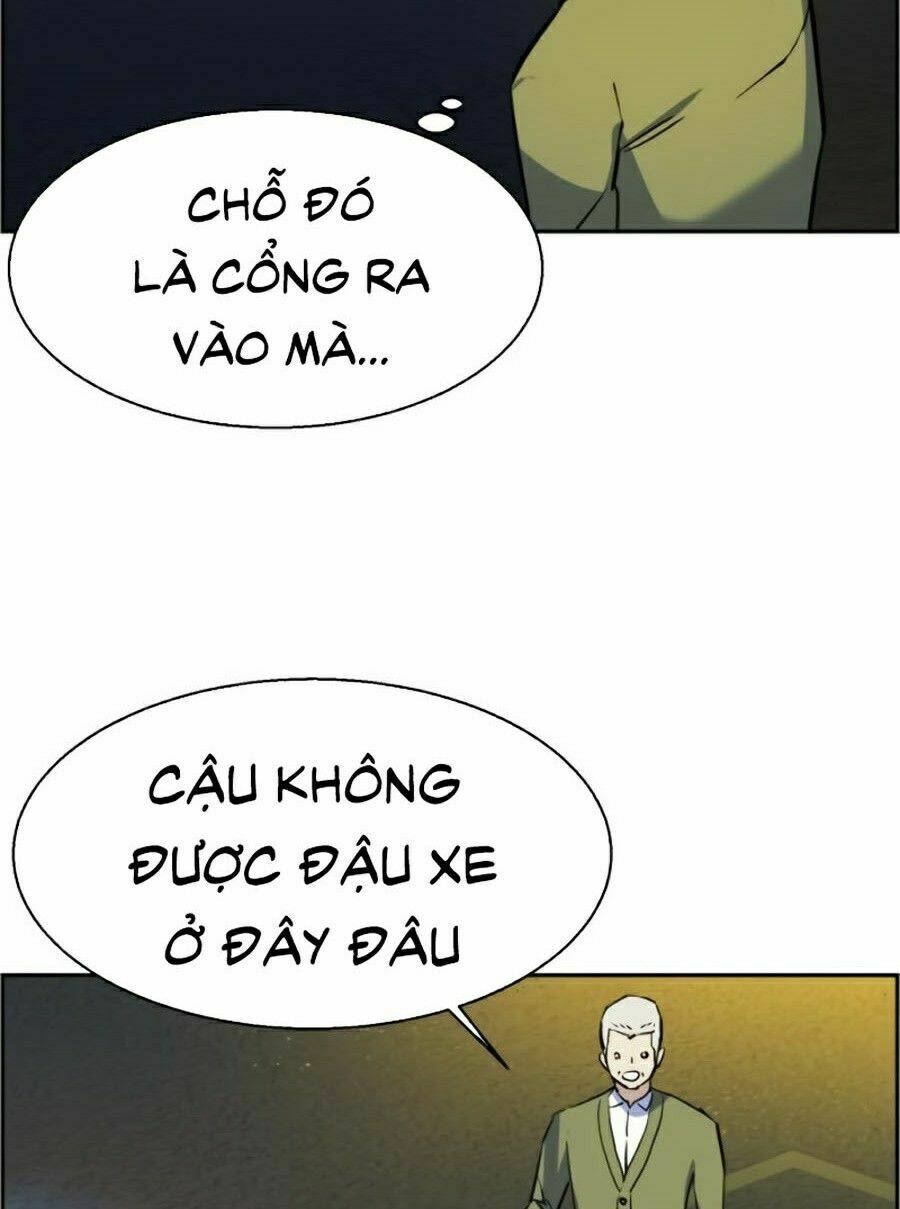 CHỖ ĐÓ
LÀ CỔNG RA
VÀO MÀ...
CẬU KHÔNG
ĐƯỢC ĐẬU XE
Ở ĐÂY ĐÂU